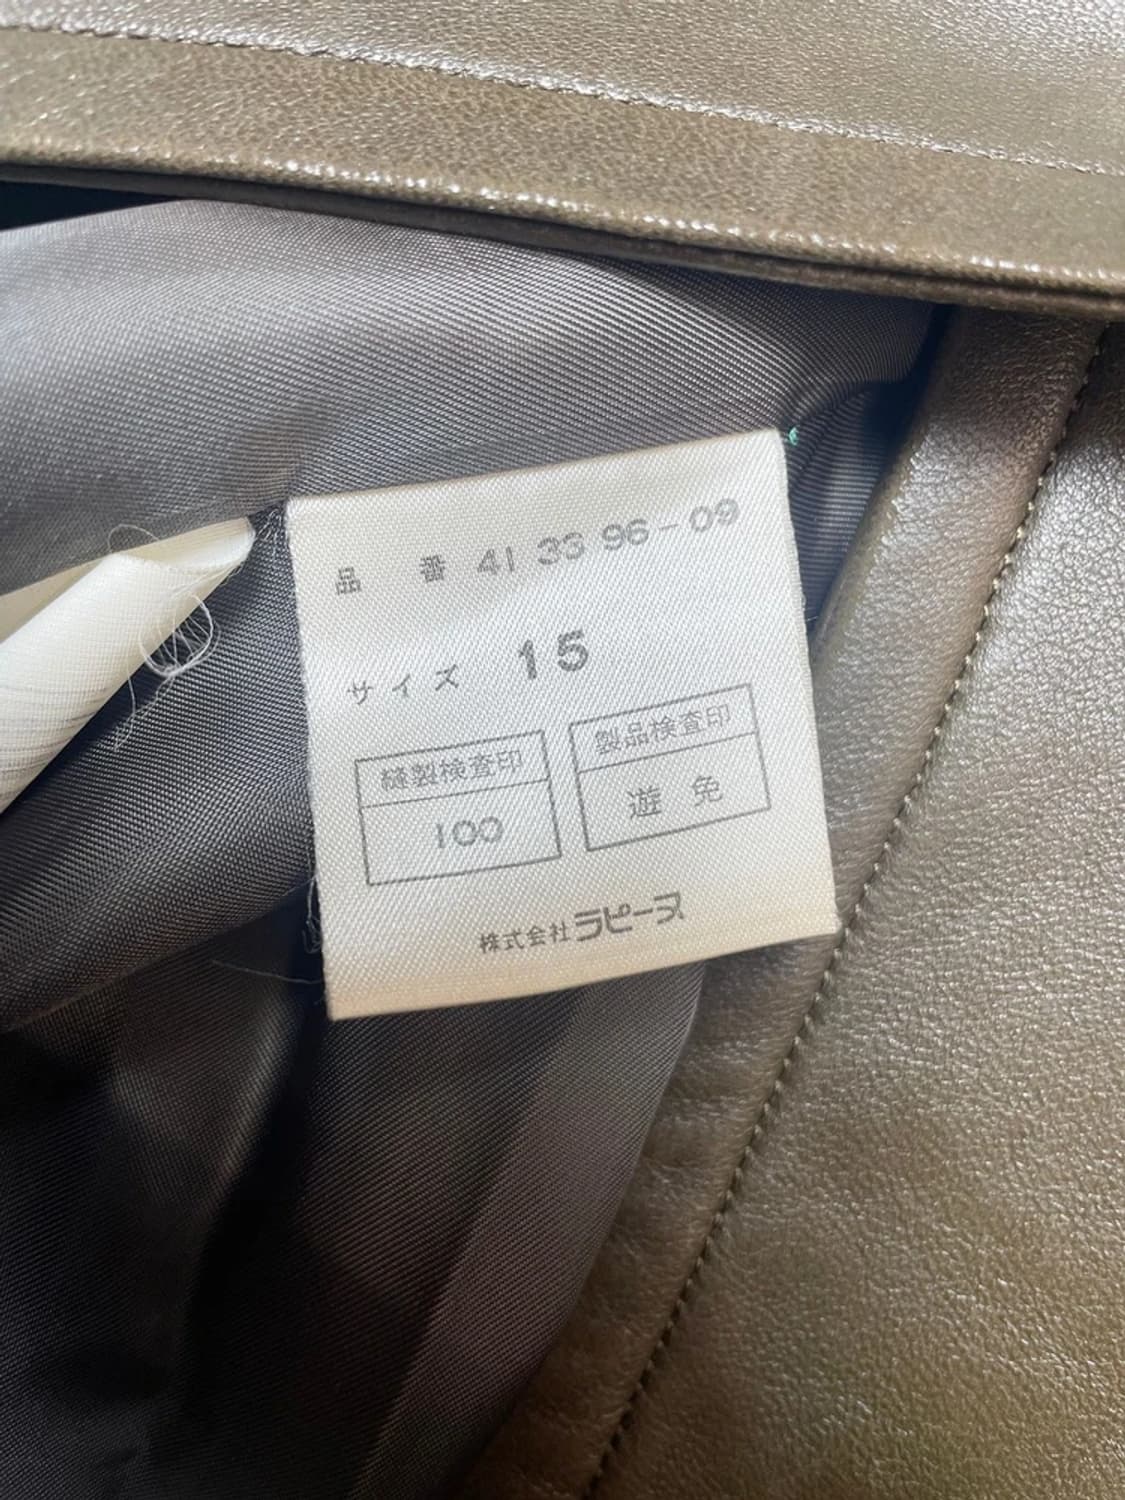 品 番 41 33 96-09
サイズ 15
縫製検査印
100
製品検査印
遊 免
株式会社ラピーヌ